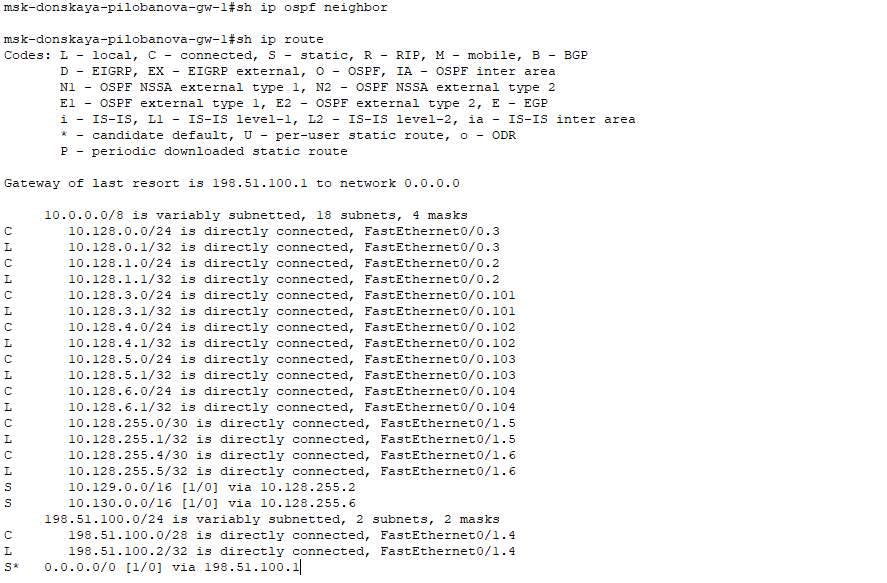 msk-donskaya-pilobanova-gw-1#sh ip ospf neighbor
msk-donskaya-pilobanova-gw-1#sh ip route
Codes: L - local, C - connected, S - static, R - RIP, M - mobile, B - BGP
D - EIGRP, EX - EIGRP external, O - OSPF, IA - OSPF inter area
N1 - OSPF NSSA external type 1, N2 - OSPF NSSA external type 2
E1 - OSPF external type 1, E2 - OSPF external type 2, E - EGP
i - IS-IS, L1 - IS-IS level-1, L2 - IS-IS level-2, ia - IS-IS inter area
* - candidate default, U - per-user static route, o - ODR
P - periodic downloaded static route
Gateway of last resort is 198.51.100.1 to network 0.0.0.0
10.0.0.0/8 is variably subnetted, 18 subnets, 4 masks
C 10.128.0.0/24 is directly connected, FastEthernet0/0.3
L 10.128.0.1/32 is directly connected, FastEthernet0/0.3
C 10.128.1.0/24 is directly connected, FastEthernet0/0.2
L 10.128.1.1/32 is directly connected, FastEthernet0/0.2
C 10.128.3.0/24 is directly connected, FastEthernet0/0.101
L 10.128.3.1/32 is directly connected, FastEthernet0/0.101
C 10.128.4.0/24 is directly connected, FastEthernet0/0.102
L 10.128.4.1/32 is directly connected, FastEthernet0/0.102
C 10.128.5.0/24 is directly connected, FastEthernet0/0.103
L 10.128.5.1/32 is directly connected, FastEthernet0/0.103
C 10.128.6.0/24 is directly connected, FastEthernet0/0.104
L 10.128.6.1/32 is directly connected, FastEthernet0/0.104
C 10.128.255.0/30 is directly connected, FastEthernet0/1.5
L 10.128.255.1/32 is directly connected, FastEthernet0/1.5
C 10.128.255.4/30 is directly connected, FastEthernet0/1.6
L 10.128.255.5/32 is directly connected, FastEthernet0/1.6
S 10.129.0.0/16 [1/0] via 10.128.255.2
S 10.130.0.0/16 [1/0] via 10.128.255.6
198.51.100.0/24 is variably subnetted, 2 subnets, 2 masks
C 198.51.100.0/28 is directly connected, FastEthernet0/1.4
L 198.51.100.2/32 is directly connected, FastEthernet0/1.4
S* 0.0.0.0/0 [1/0] via 198.51.100.1